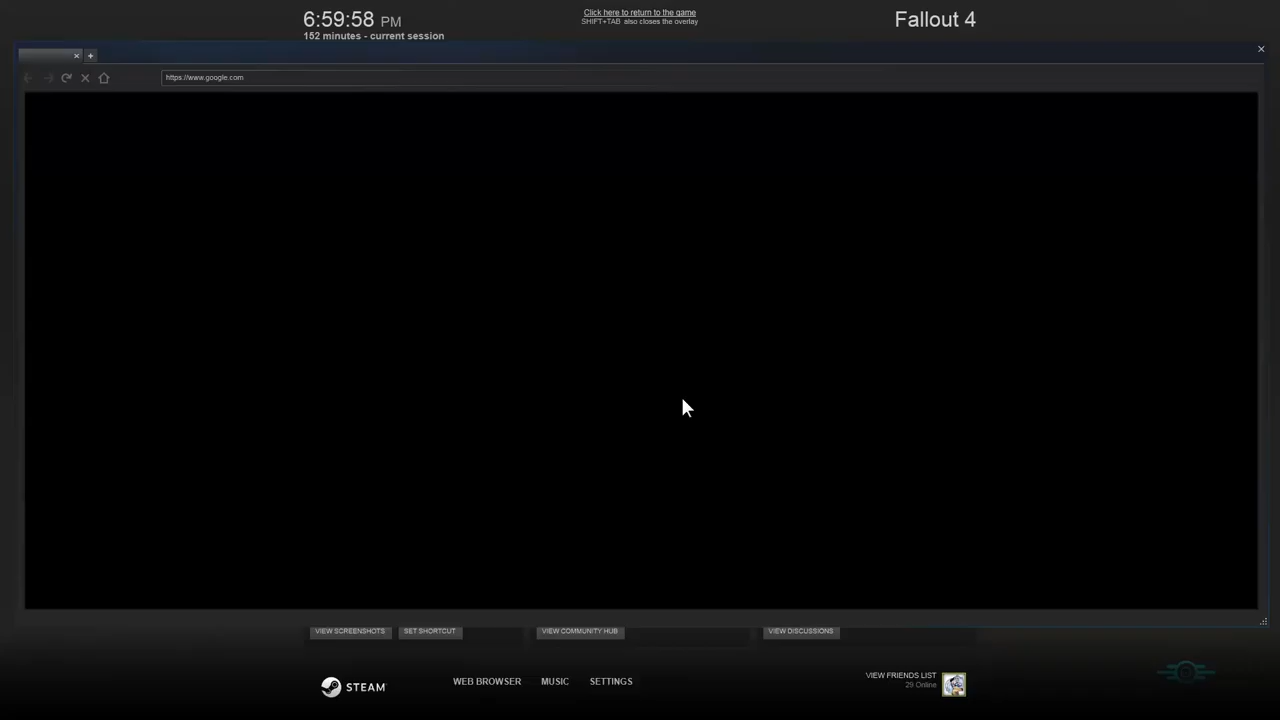 6:59:58 PM
152 minutes - current session
Click here to return to the game
SHIFT+TAB also closes the overlay
Fallout 4
https://www.google.com
VIEW SCREENSHOTS
SET SHORTCUT
VIEW COMMUNITY HUB
VIEW DISCUSSIONS
STEAM
WEB BROWSER
MUSIC
SETTINGS
VIEW FRIENDS LIST
29 Online